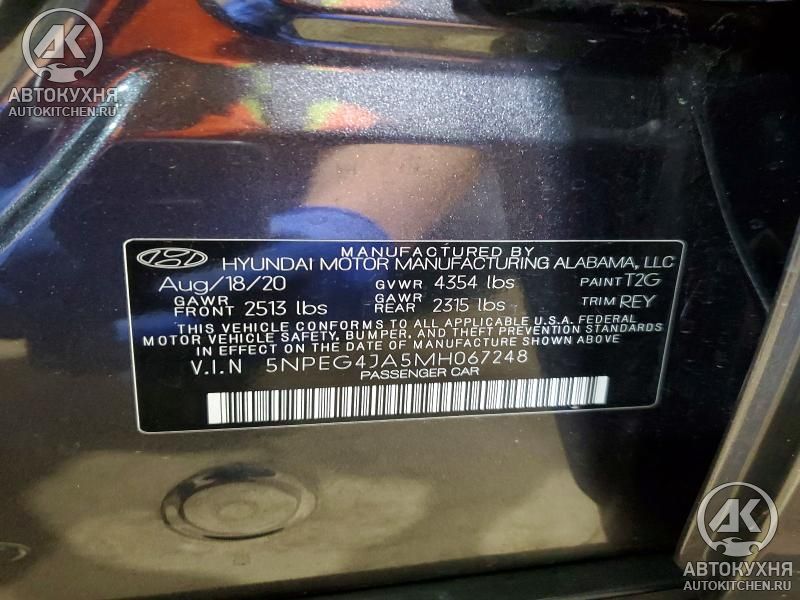 АВТОКУХНЯ
AUTOKITCHEN.RU
MANUFACTURED BY
HYUNDAI MOTOR MANUFACTURING ALABAMA, LLC
Aug/18/20 GVWR 4354 lbs PAINT T2G
GAWR FRONT 2513 lbs GAWR REAR 2315 lbs TRIM REY
THIS VEHICLE CONFORMS TO ALL APPLICABLE U.S.A. FEDERAL
MOTOR VEHICLE SAFETY, BUMPER, AND THEFT PREVENTION STANDARDS
IN EFFECT ON THE DATE OF MANUFACTURE SHOWN ABOVE
V.I.N 5NPEG4JA5MH067248
PASSENGER CAR
АВТОКУХНЯ
AUTOKITCHEN.RU